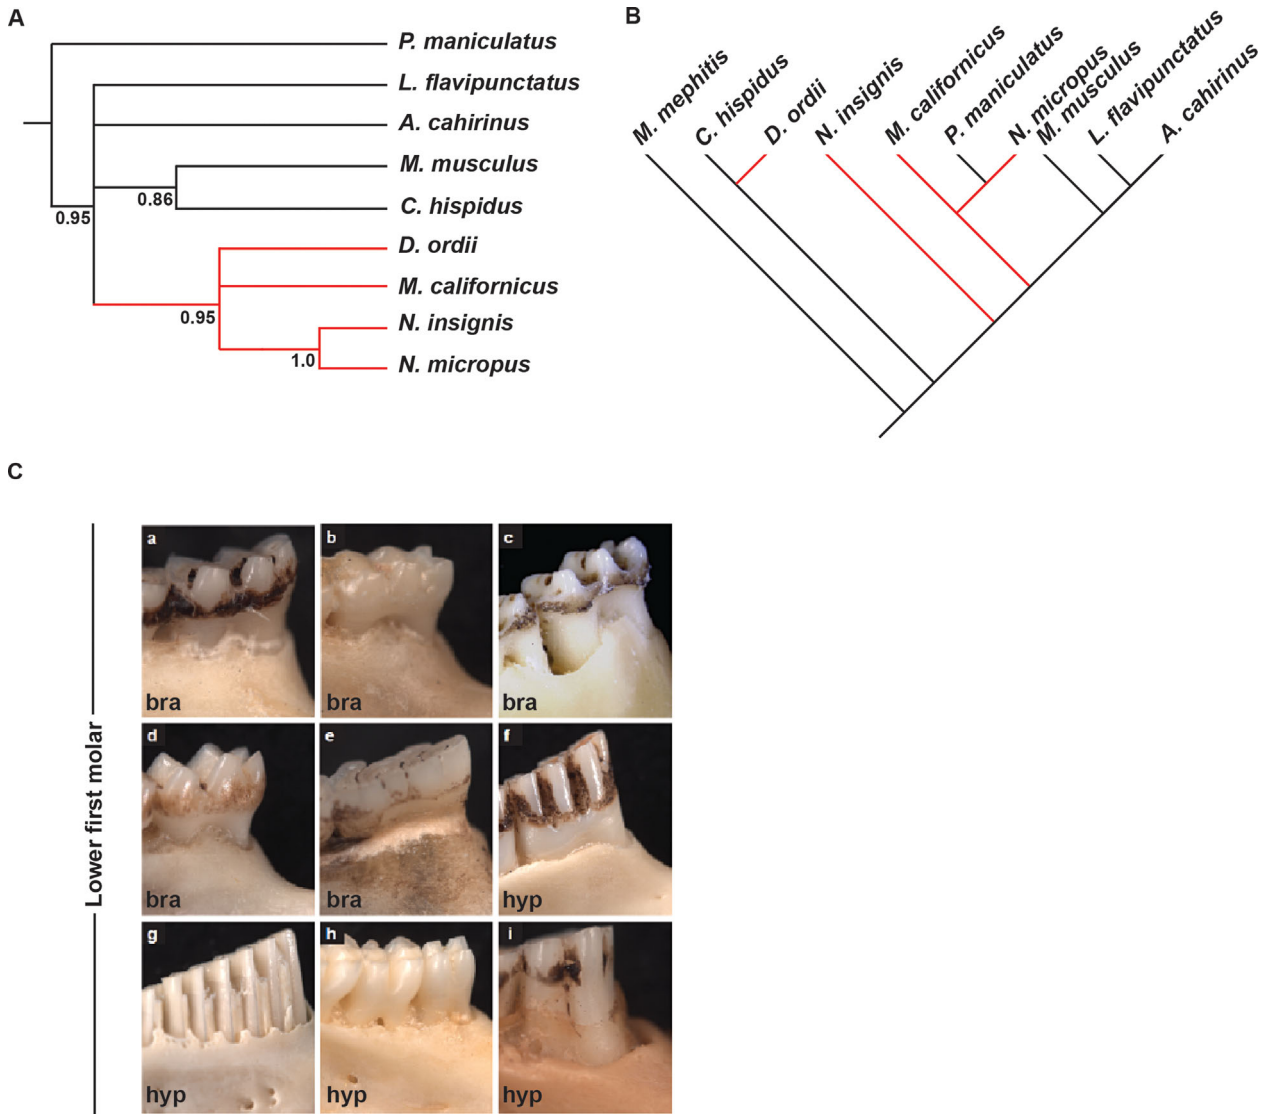 A
P. maniculatus
L. flavipunctatus
A. cahirinus
M. musculus
0.86
C. hispidus
0.95
D. ordii
M. californicus
0.95
N. insignis
1.0
N. micropus
B
M. mephitis
C. hispidus
D. ordii
N. insignis
M. californicus
P. maniculatus
N. micropus
M. musculus
L. flavipunctatus
A. cahirinus
C
Lower first molar
a
bra
b
bra
c
bra
d
bra
e
bra
f
hyp
g
hyp
h
hyp
i
hyp